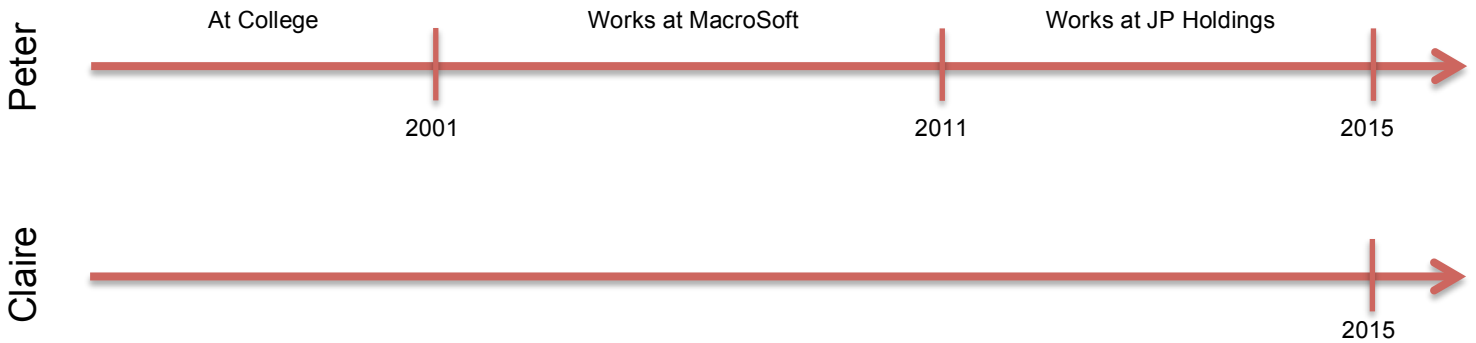 Peter
At College
Works at MacroSoft
Works at JP Holdings
2001
2011
2015
Claire
2015